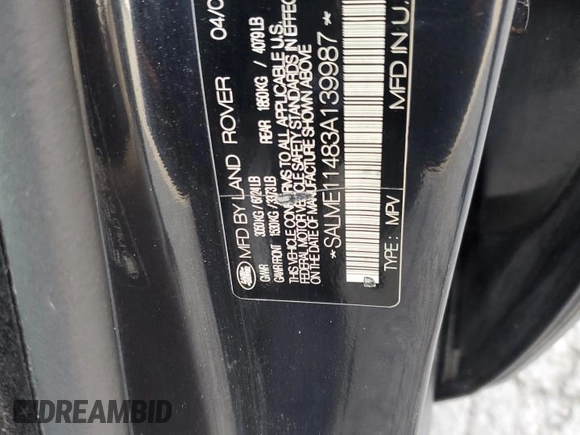 MFD BY LAND ROVER 04/0
GAWR 3050KG / 6724LB
GAWR FRONT 1530KG / 3373LB REAR 1850KG / 4079LB
THIS VEHICLE CONFORMS TO ALL APPLICABLE U.S.
FEDERAL MOTOR VEHICLE SAFETY STANDARDS IN EFFECT
ON THE DATE OF MANUFACTURE SHOWN ABOVE
*SALME11483A139987*
TYPE: MPV MFD IN U.
DREAMBID